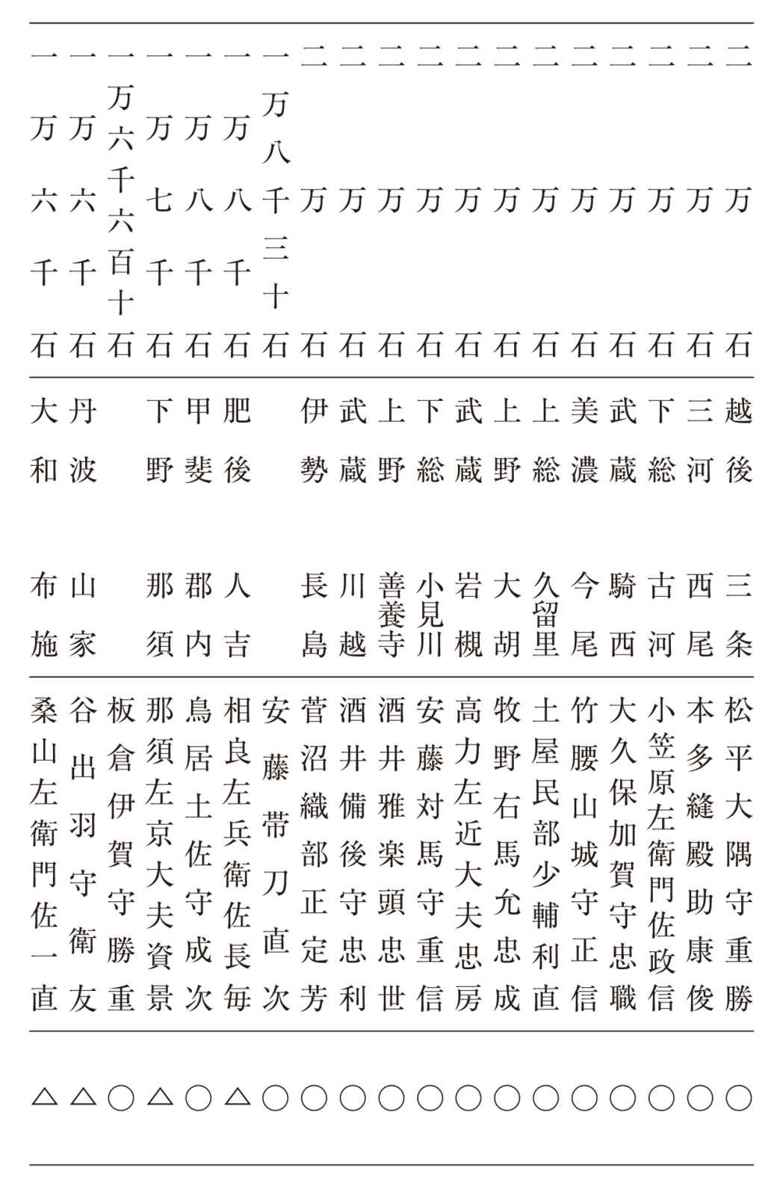 二万石 越後 三条 松平大隅守重勝 ○
二万石 三河 西尾 本多縫殿助康俊 ○
二万石 下総 古河 小笠原左衛門佐政信 ○
二万石 武蔵 騎西 大久保加賀守忠職 ○
二万石 美濃 今尾 竹腰山城守正信 ○
二万石 上総 久留里 土屋民部少輔利直 ○
二万石 上野 大胡 牧野右馬允忠成 ○
二万石 武蔵 岩槻 高力左近大夫忠房 ○
二万石 下総 小見川 安藤対馬守重信 ○
二万石 上野 善養寺 酒井雅楽頭忠世 ○
二万石 武蔵 川越 酒井備後守忠利 ○
二万石 伊勢 長島 菅沼織部正定芳 ○
一万八千三十石 安藤帯刀直次 ○
一万八千石 肥後 人吉 相良左兵衛佐長毎 △
一万八千石 甲斐 郡内 鳥居土佐守成次 ○
一万七千石 下野 那須 那須左京大夫資景 △
一万六千六百十石 板倉伊賀守勝重 ○
一万六千石 丹波 山家 谷出羽守衛友 △
一万六千石 大和 布施 桑山左衛門佐一直 △